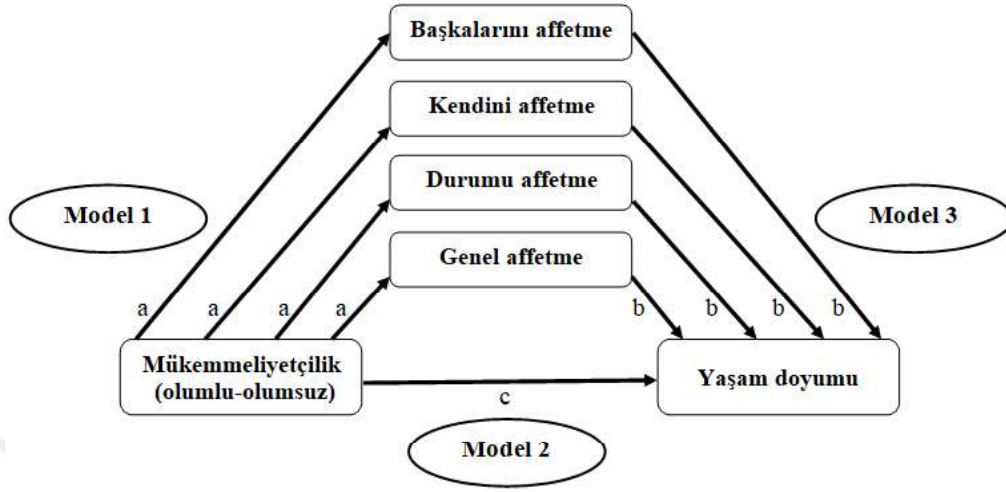 Başkalarını affetme
Kendini affetme
Durumu affetme
Model 1
Model 3
Genel affetme
a a a a
b b b b
Mükemmeliyetçilik
(olumlu-olumsuz)
Yaşam doyumu
c
Model 2